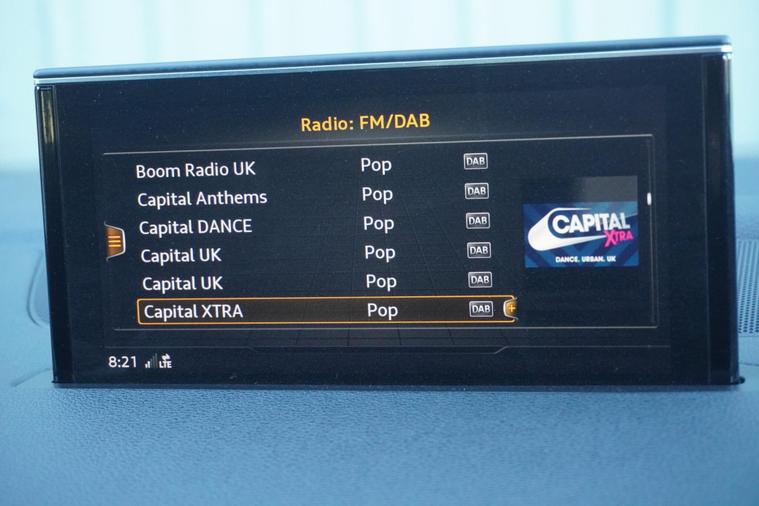 Radio: FM/DAB
Boom Radio UK Pop DAB
Capital Anthems Pop DAB
Capital DANCE Pop DAB
Capital UK Pop DAB
Capital UK Pop DAB
Capital XTRA Pop DAB
CAPITAL
XTRA
DANCE. URBAN. UK
8:21 LTE